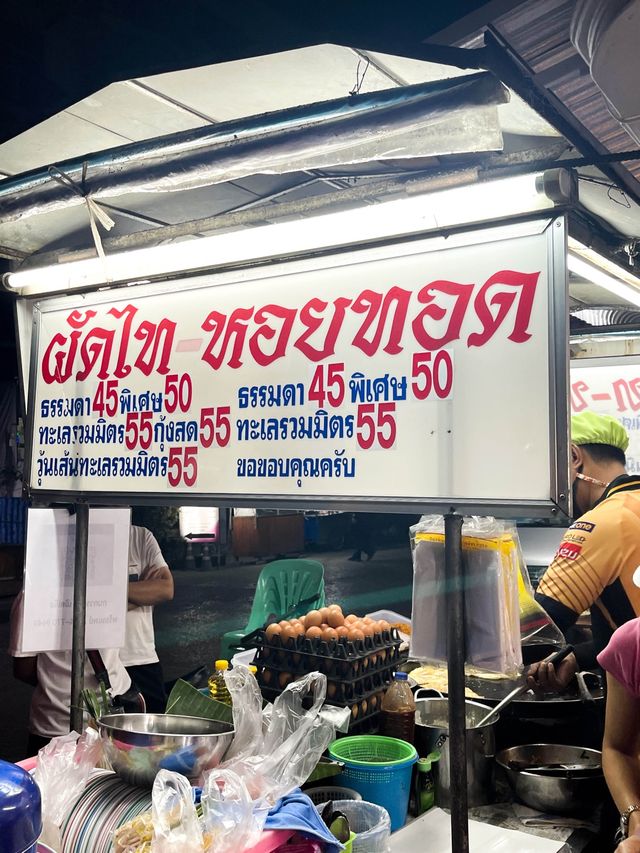 ผัดไท - หอยทอด
ธรรมดา 45 พิเศษ 50
ทะเลรวมมิตร 55 กุ้งสด 55
วุ้นเส้นทะเลรวมมิตร 55
ธรรมดา 45 พิเศษ 50
ทะเลรวมมิตร 55
ขอขอบคุณครับ